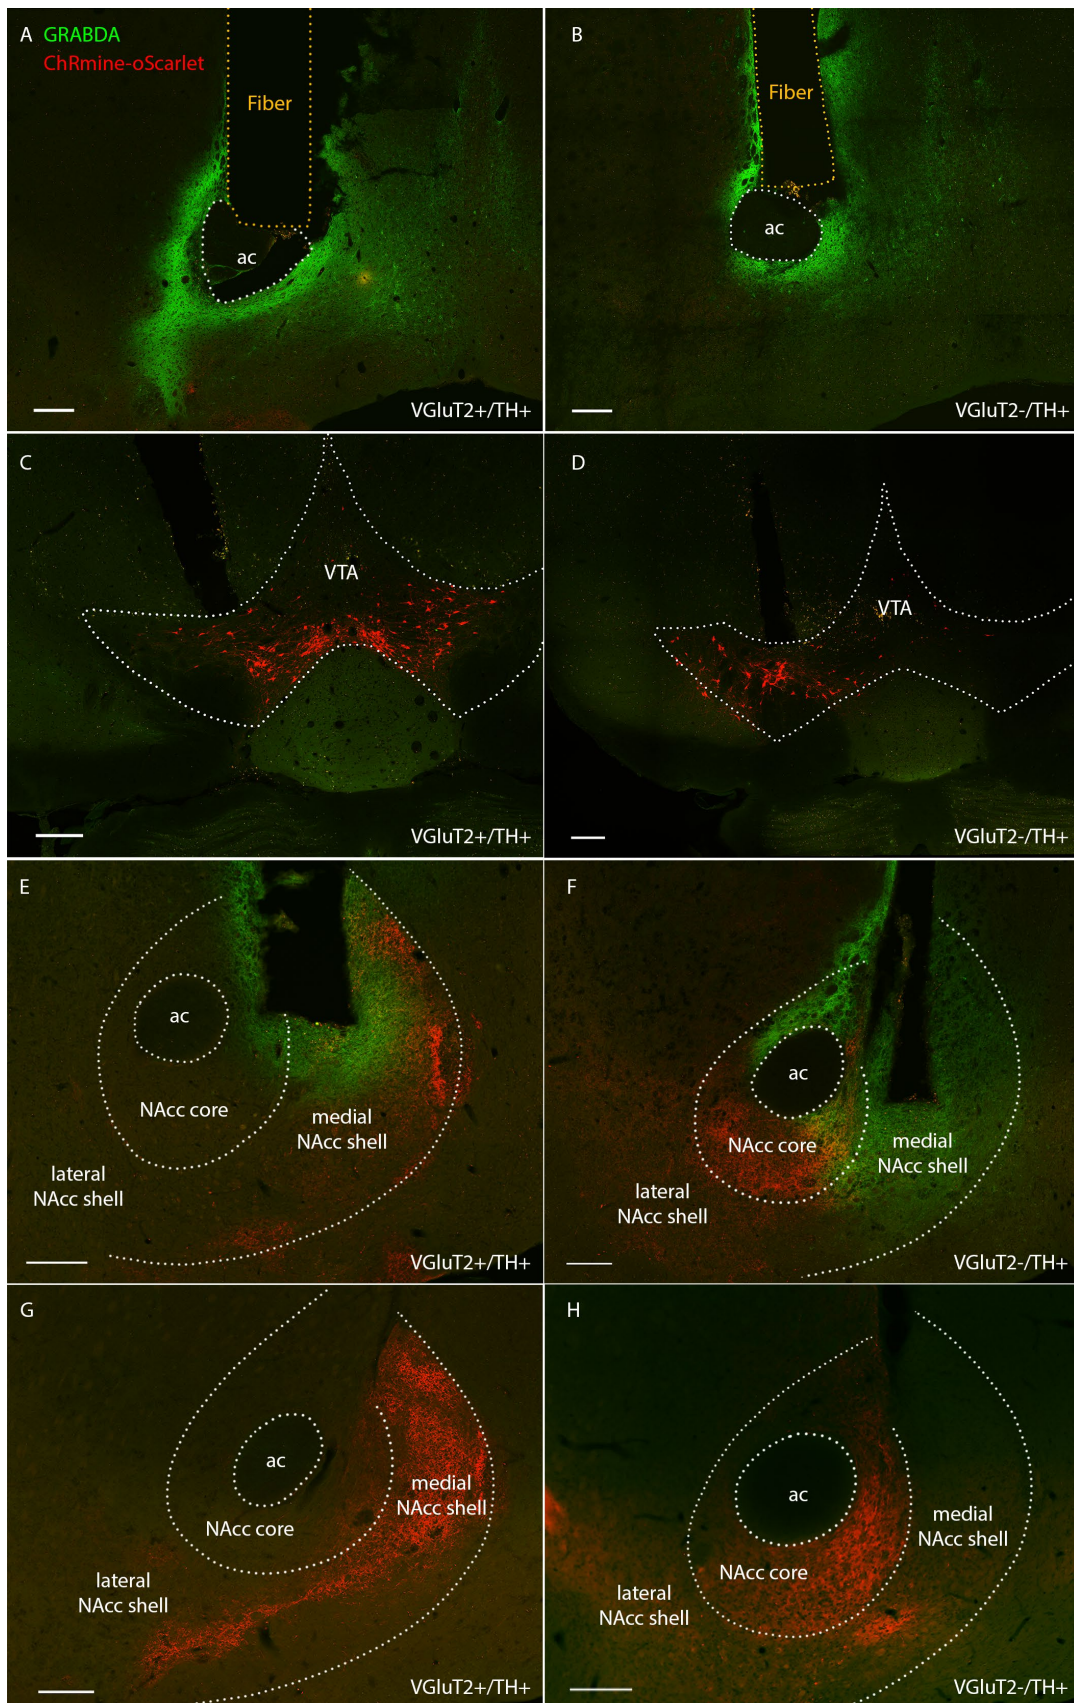 A GRABDA
ChRmine-oScarlet
Fiber
ac
VGluT2+/TH+
B
Fiber
ac
VGluT2-/TH+
C
VTA
VGluT2+/TH+
D
VTA
VGluT2-/TH+
E
ac
NAcc core
medial
NAcc shell
lateral
NAcc shell
VGluT2+/TH+
F
ac
NAcc core
medial
NAcc shell
lateral
NAcc shell
VGluT2-/TH+
G
ac
medial
NAcc shell
NAcc core
lateral
NAcc shell
VGluT2+/TH+
H
ac
medial
NAcc shell
NAcc core
lateral
NAcc shell
VGluT2-/TH+